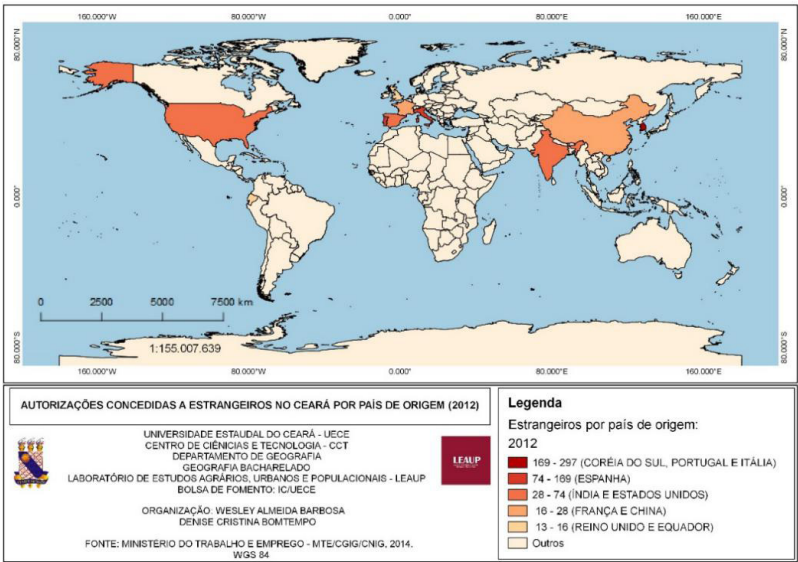 160.000°W 80.000°W 0.000° 80.000°E 160.000°E
80.000°N 80.000°N
0.000° 0.000°
0 2500 5000 7500 km
1:155.007.639
80.000°S 80.000°S
160.000°W 80.000°W 0.000° 80.000°E 160.000°E
AUTORIZAÇÕES CONCEDIDAS A ESTRANGEIROS NO CEARÁ POR PAÍS DE ORIGEM (2012)
UNIVERSIDADE ESTAUDAL DO CEARÁ - UECE
CENTRO DE CIÊNICIAS E TECNOLOGIA - CCT
DEPARTAMENTO DE GEOGRAFIA
GEOGRAFIA BACHARELADO
LABORATÓRIO DE ESTUDOS AGRÁRIOS, URBANOS E POPULACIONAIS - LEAUP
BOLSA DE FOMENTO: IC/UECE
LEAUP
ORGANIZAÇÃO: WESLEY ALMEIDA BARBOSA
DENISE CRISTINA BOMTEMPO
FONTE: MINISTÉRIO DO TRABALHO E EMPREGO - MTE/CGIG/CNIG, 2014.
WGS 84
Legenda
Estrangeiros por país de origem:
2012
169 - 297 (CORÉIA DO SUL, PORTUGAL E ITÁLIA)
74 - 169 (ESPANHA)
28 - 74 (ÍNDIA E ESTADOS UNIDOS)
16 - 28 (FRANÇA E CHINA)
13 - 16 (REINO UNIDO E EQUADOR)
Outros